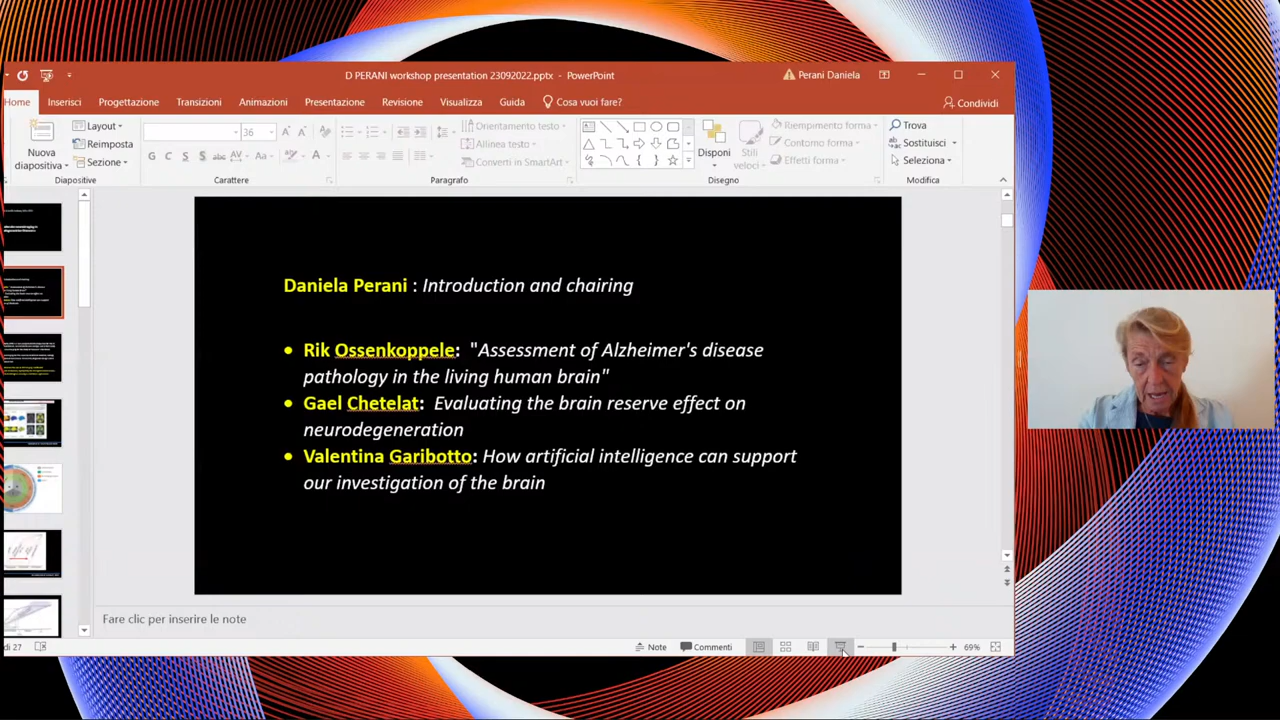 D PERANI workshop presentation 23092022.pptx - PowerPoint
Perani Daniela
Home Inserisci Progettazione Transizioni Animazioni Presentazione Revisione Visualizza Guida Cosa vuoi fare?
Condividi
Nuova diapositiva
Layout
Reimposta
Sezione
Diapositive
36
G C S S abc AV Aa A
Carattere
Orientamento testo
Allinea testo
Converti in SmartArt
Paragrafo
Disponi
Stili veloci
Riempimento forma
Contorno forma
Effetti forma
Disegno
Trova
Sostituisci
Seleziona
Modifica
Daniela Perani : Introduction and chairing
• Rik Ossenkoppele: "Assessment of Alzheimer's disease
pathology in the living human brain"
• Gael Chetelat: Evaluating the brain reserve effect on
neurodegeneration
• Valentina Garibotto: How artificial intelligence can support
our investigation of the brain
Fare clic per inserire le note
di 27
Note
Commenti
69%